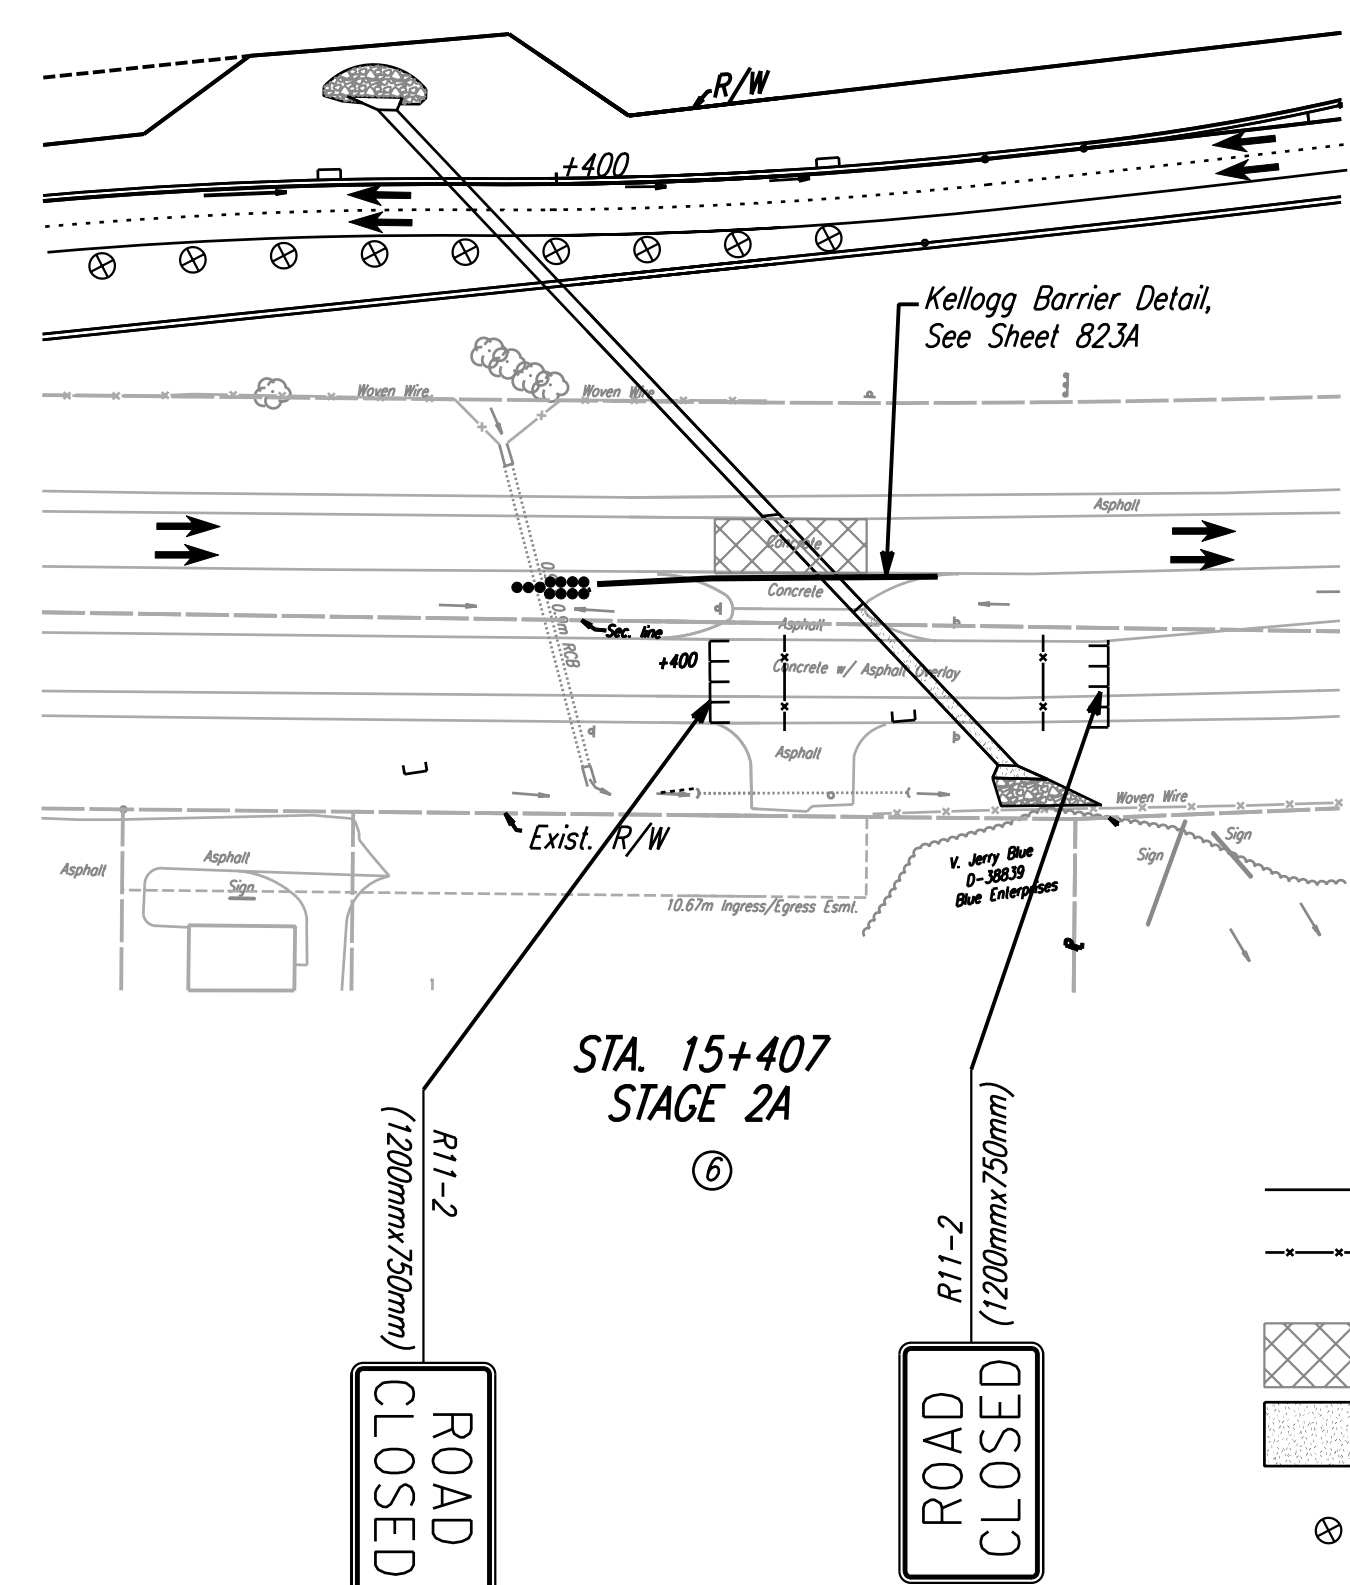 R/W
+400
Kellogg Barrier Detail,
See Sheet 823A
Woven Wire
Woven Wire
Asphalt
Concrete
Concrete
Asphalt
Sec. line
+400
Concrete w/ Asphalt Overlay
RCB
Asphalt
Woven Wire
Exist. R/W
Asphalt
Asphalt
Sign
Sign
Sign
V. Jerry Blue
D-38839
Blue Enterprises
10.67m Ingress/Egress Esmt.
STA. 15+407
STAGE 2A
6
R11-2
(1200mmx750mm)
R11-2
(1200mmx750mm)
ROAD
CLOSED
ROAD
CLOSED